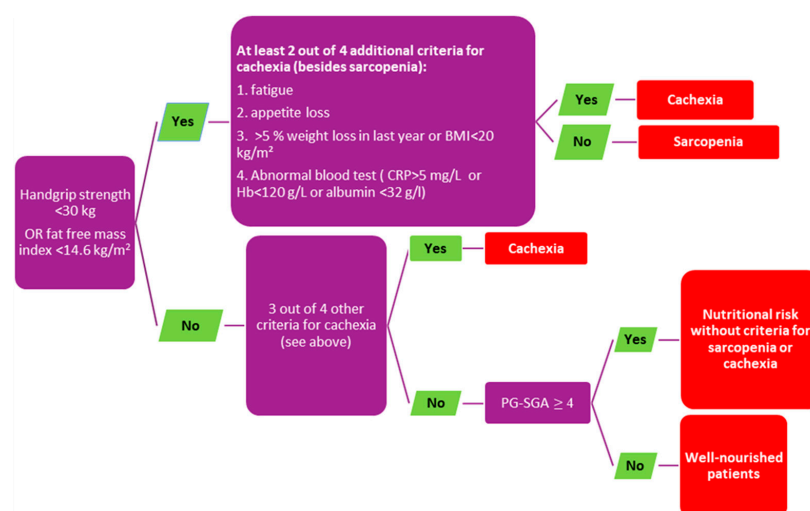 At least 2 out of 4 additional criteria for
cachexia (besides sarcopenia):
1. fatigue
2. appetite loss
3. >5 % weight loss in last year or BMI<20
kg/m²
4. Abnormal blood test ( CRP>5 mg/L or
Hb<120 g/L or albumin <32 g/l)
Yes
Yes
Cachexia
No
Sarcopenia
Handgrip strength
<30 kg
OR fat free mass
index <14.6 kg/m²
No
3 out of 4 other
criteria for cachexia
(see above)
Yes
Cachexia
No
PG-SGA ≥ 4
Yes
Nutritional risk
without criteria for
sarcopenia or
cachexia
No
Well-nourished
patients